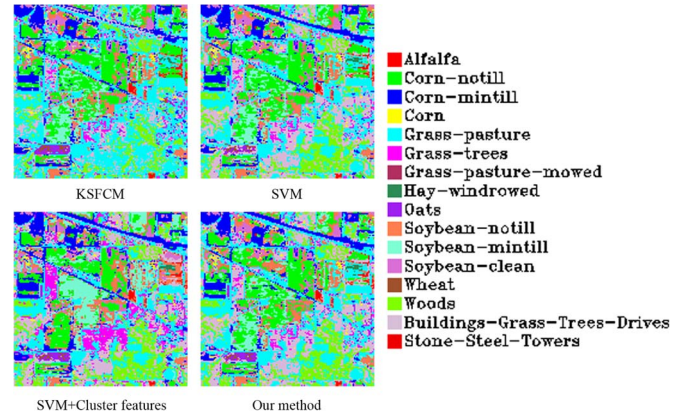 KSFCM
SVM
SVM+Cluster features
Our method
Alfalfa
Corn-notill
Corn-mintill
Corn
Grass-pasture
Grass-trees
Grass-pasture-mowed
Hay-windrowed
Oats
Soybean-notill
Soybean-mintill
Soybean-clean
Wheat
Woods
Buildings-Grass-Trees-Drives
Stone-Steel-Towers